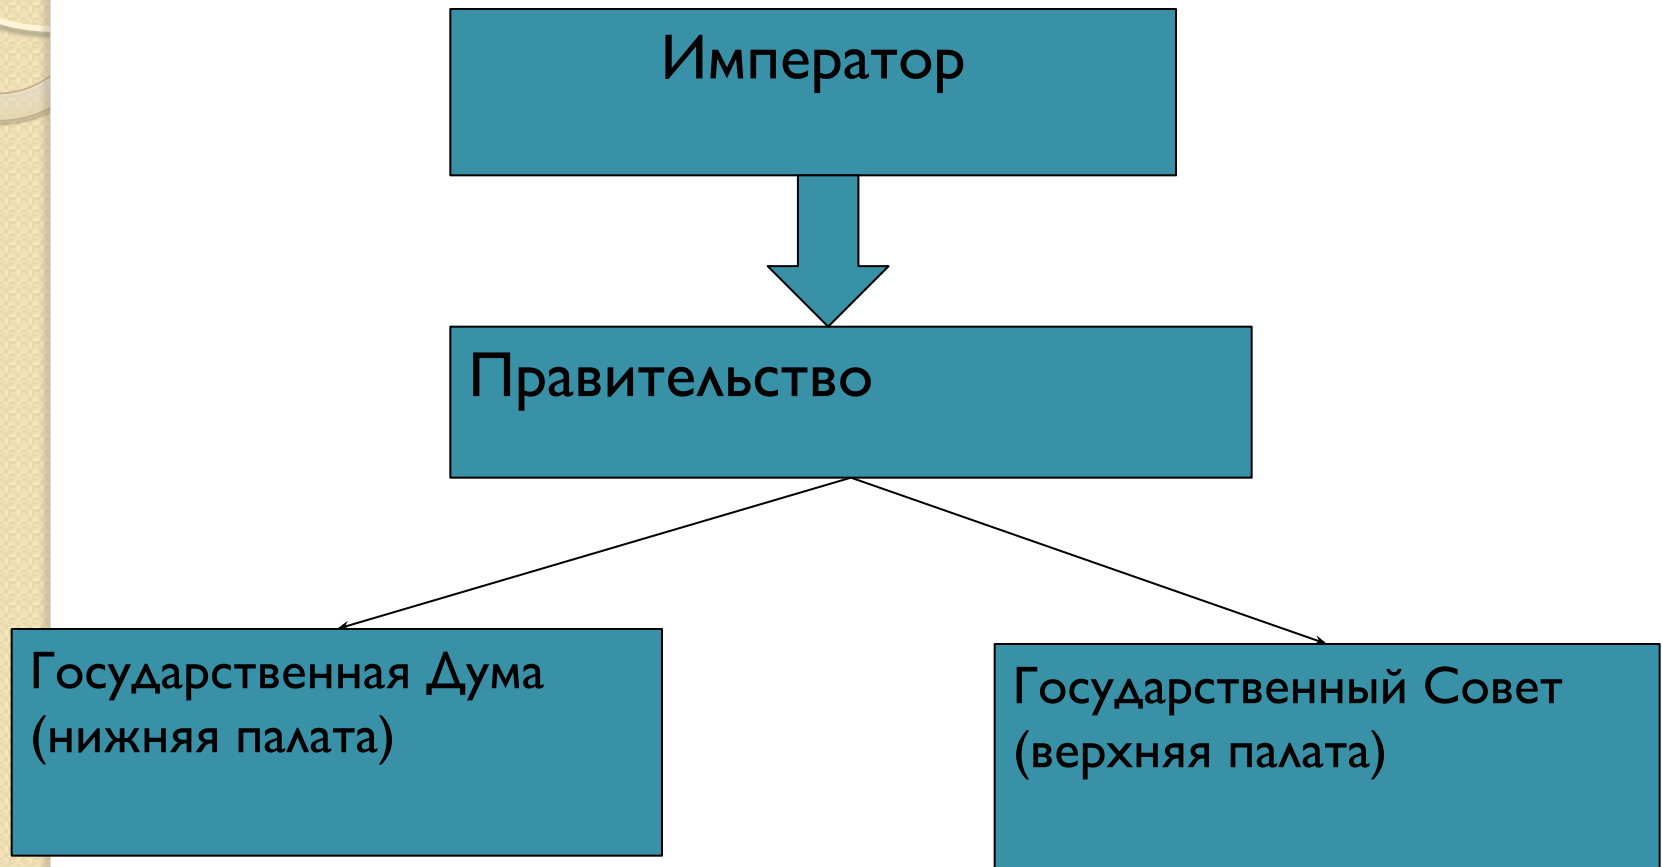 Император
Правительство
Государственная Дума
(нижняя палата)
Государственный Совет
(верхняя палата)